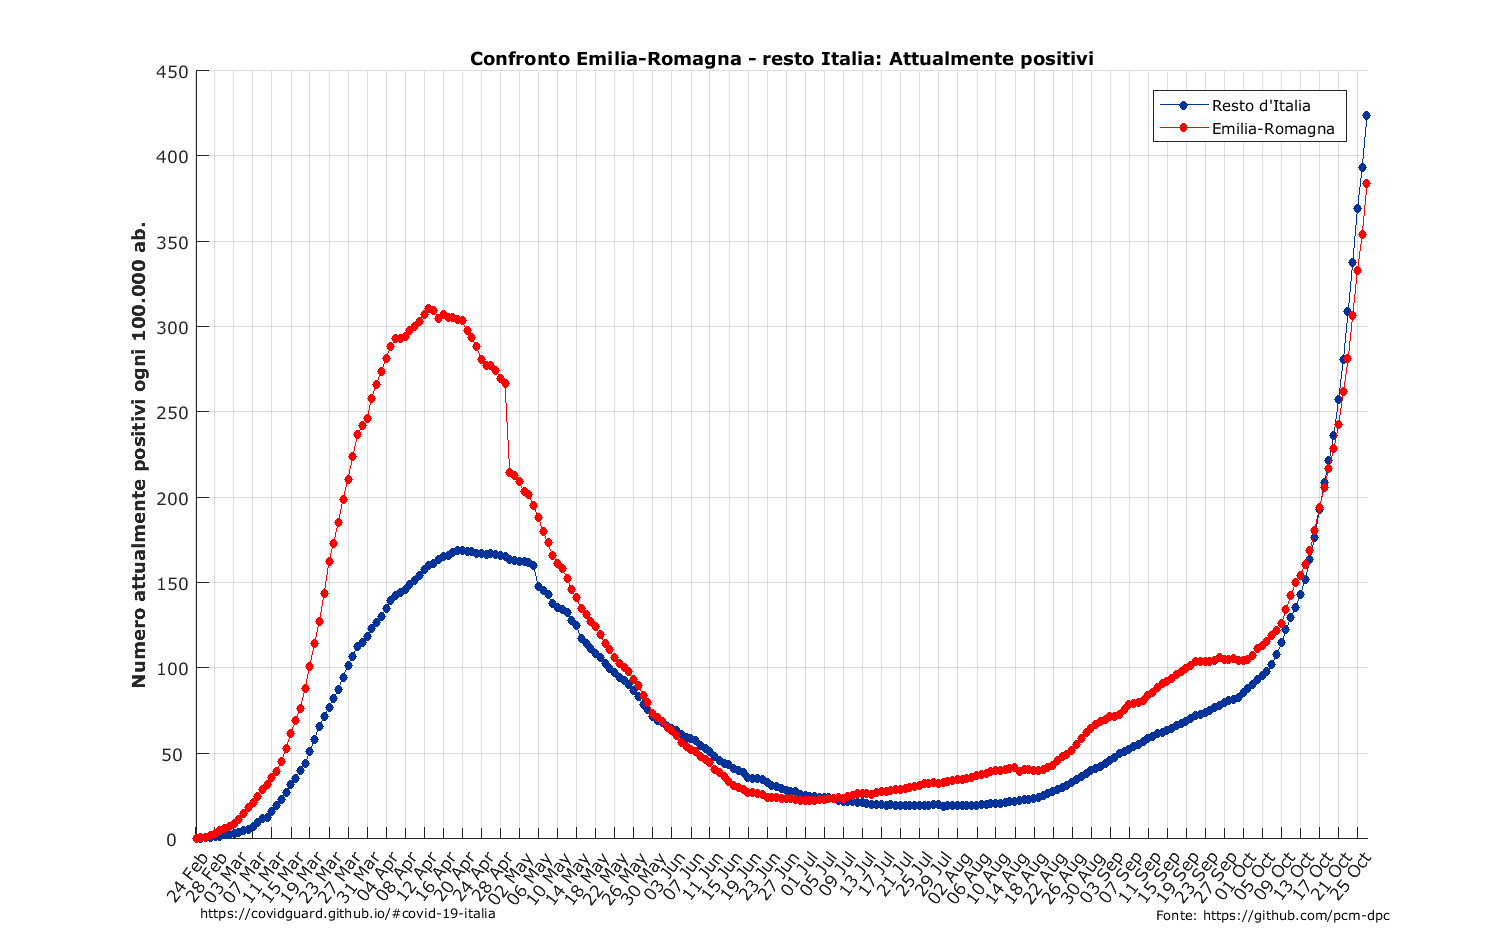 Confronto Emilia-Romagna - resto Italia: Attualmente positivi
Resto d'Italia
Emilia-Romagna
Numero attualmente positivi ogni 100.000 ab.
450
400
350
300
250
200
150
100
50
0
24 Feb
28 Feb
03 Mar
07 Mar
11 Mar
15 Mar
19 Mar
23 Mar
27 Mar
31 Mar
04 Apr
08 Apr
12 Apr
16 Apr
20 Apr
24 Apr
28 Apr
02 May
06 May
10 May
14 May
18 May
22 May
26 May
30 May
03 Jun
07 Jun
11 Jun
15 Jun
19 Jun
23 Jun
27 Jun
01 Jul
05 Jul
09 Jul
13 Jul
17 Jul
21 Jul
25 Jul
29 Jul
02 Aug
06 Aug
10 Aug
14 Aug
18 Aug
22 Aug
26 Aug
30 Aug
03 Sep
07 Sep
11 Sep
15 Sep
19 Sep
23 Sep
27 Sep
01 Oct
05 Oct
09 Oct
13 Oct
17 Oct
21 Oct
25 Oct
https://covidguard.github.io/#covid-19-italia
Fonte: https://github.com/pcm-dpc